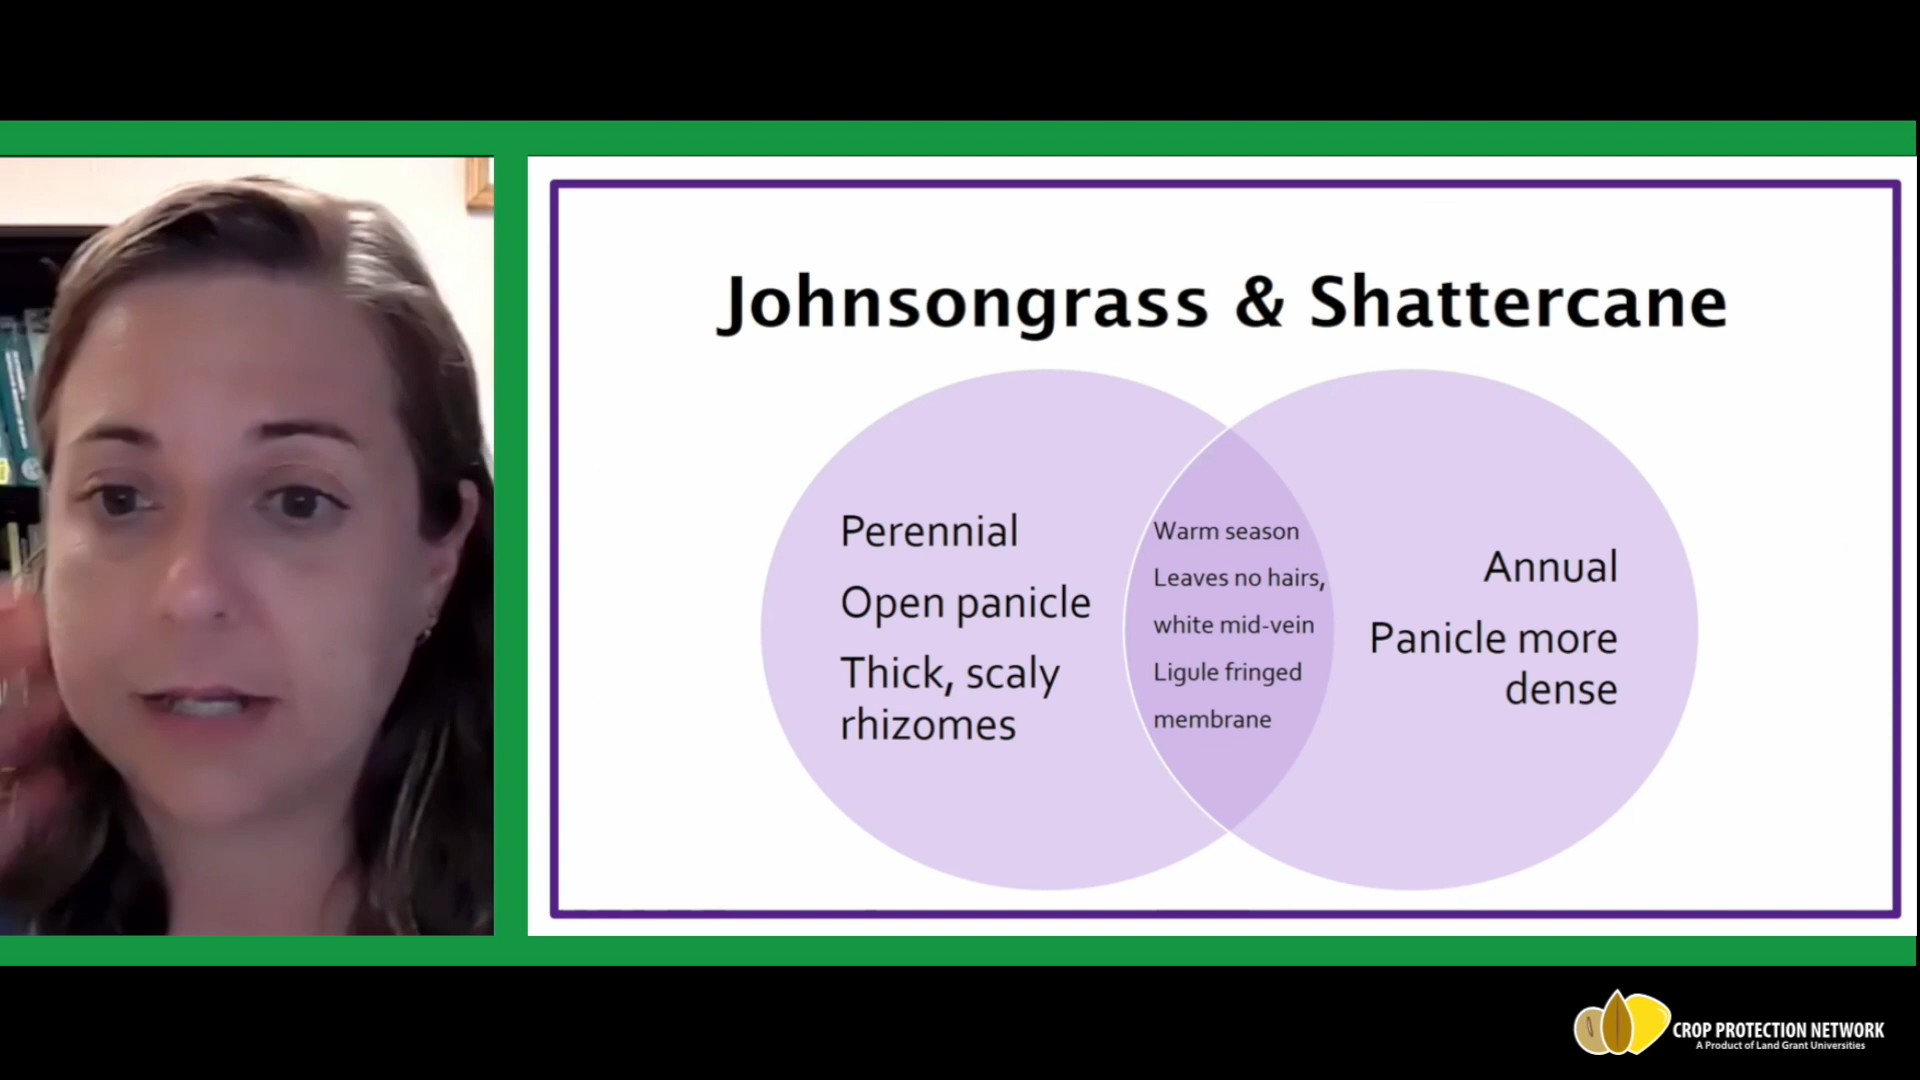 Johnsongrass & Shattercane
Perennial
Open panicle
Thick, scaly
rhizomes
Warm season
Leaves no hairs,
white mid-vein
Ligule fringed
membrane
Annual
Panicle more
dense
CROP PROTECTION NETWORK
A Product of Land Grant Universities